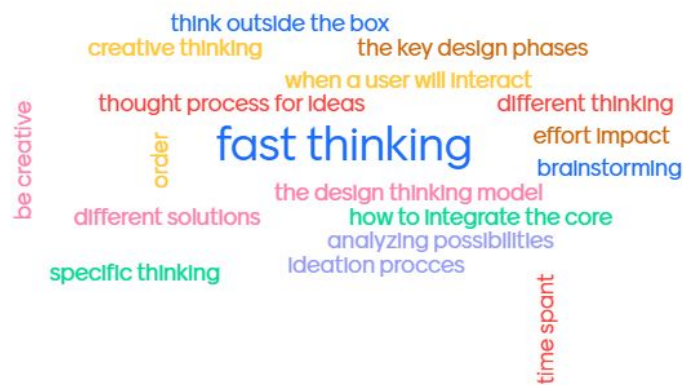 think outside the box
creative thinking
the key design phases
when a user will interact
thought process for ideas
different thinking
be creative
order
fast thinking
effort impact
brainstorming
the design thinking model
different solutions
how to integrate the core
analyzing possibilities
ideation procces
specific thinking
time spant